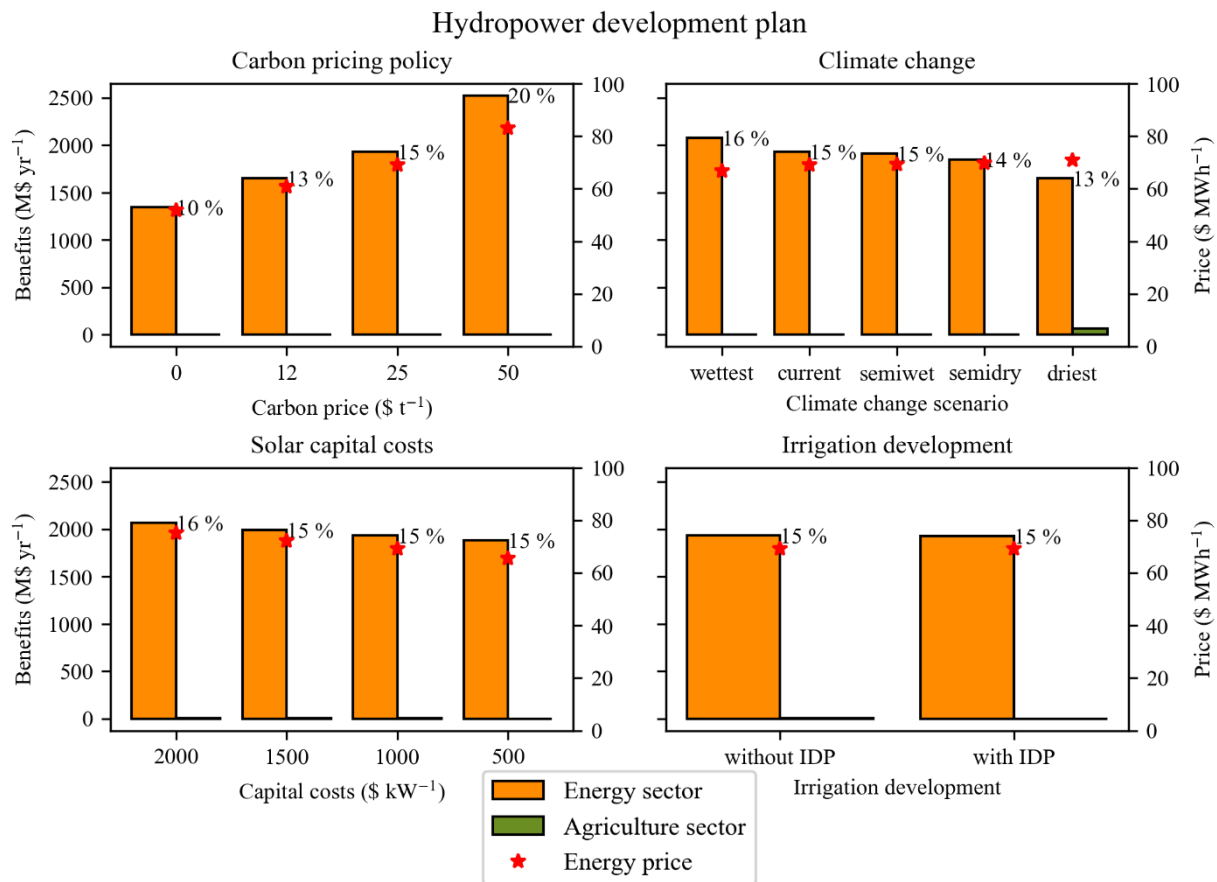 Hydropower development plan
Carbon pricing policy
Benefits (M$ yr⁻¹)
2500
2000
1500
1000
500
0
10 %
13 %
15 %
20 %
100
80
60
40
20
0
0 12 25 50
Carbon price ($ t⁻¹)
Climate change
16 %
15 %
15 %
14 %
13 %
100
80
60
40
20
0
Price ($ MWh⁻¹)
wettest current semiwet semidry driest
Climate change scenario
Solar capital costs
Benefits (M$ yr⁻¹)
2500
2000
1500
1000
500
0
16 %
15 %
15 %
15 %
100
80
60
40
20
0
2000 1500 1000 500
Capital costs ($ kW⁻¹)
Irrigation development
15 %
15 %
100
80
60
40
20
0
Price ($ MWh⁻¹)
without IDP with IDP
Irrigation development
Energy sector
Agriculture sector
Energy price